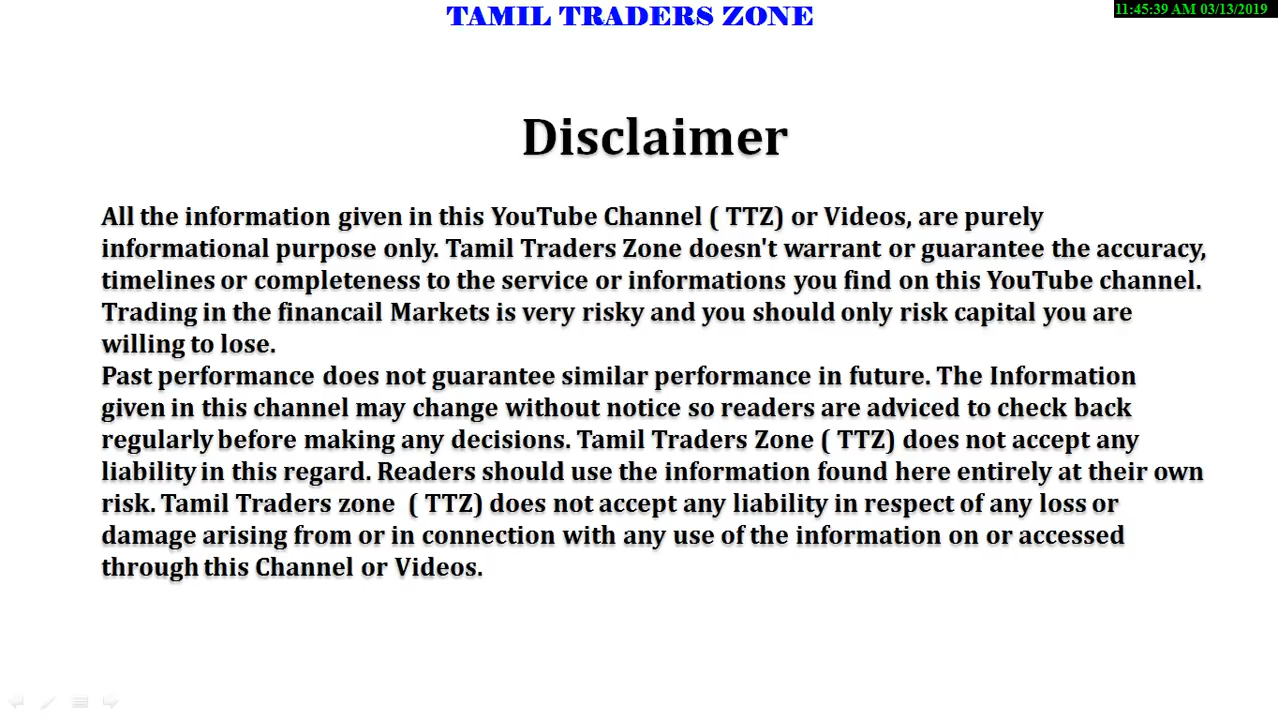 TAMIL TRADERS ZONE
11:45:39 AM 03/13/2019
Disclaimer
All the information given in this YouTube Channel ( TTZ) or Videos, are purely
informational purpose only. Tamil Traders Zone doesn't warrant or guarantee the accuracy,
timelines or completeness to the service or informations you find on this YouTube channel.
Trading in the financail Markets is very risky and you should only risk capital you are
willing to lose.
Past performance does not guarantee similar performance in future. The Information
given in this channel may change without notice so readers are adviced to check back
regularly before making any decisions. Tamil Traders Zone ( TTZ) does not accept any
liability in this regard. Readers should use the information found here entirely at their own
risk. Tamil Traders zone  ( TTZ) does not accept any liability in respect of any loss or
damage arising from or in connection with any use of the information on or accessed
through this Channel or Videos.